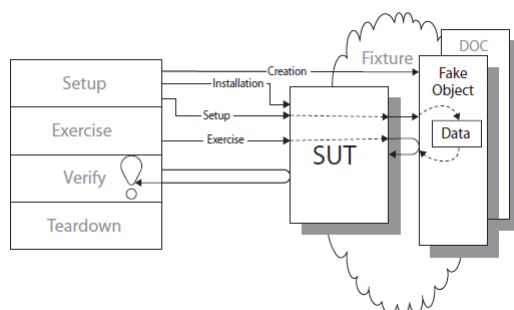 DOC
Fixture
Creation
Fake
Object
Setup
Installation
Setup
Data
Exercise
Exercise
SUT
Verify
Teardown